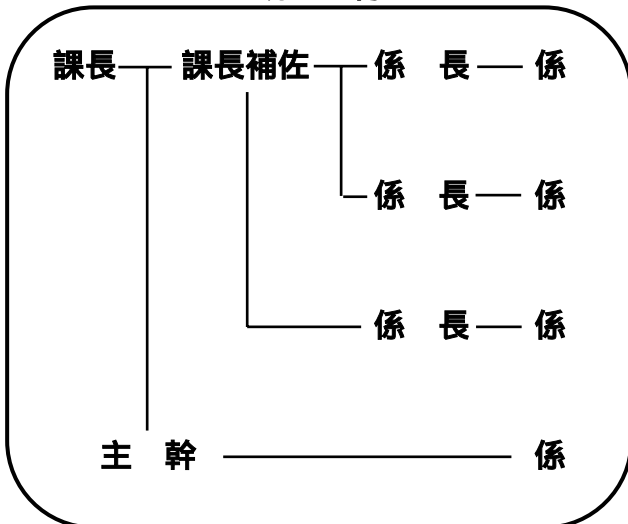 課長 課長補佐 係 長 係
係 長 係
係 長 係
主 幹 係